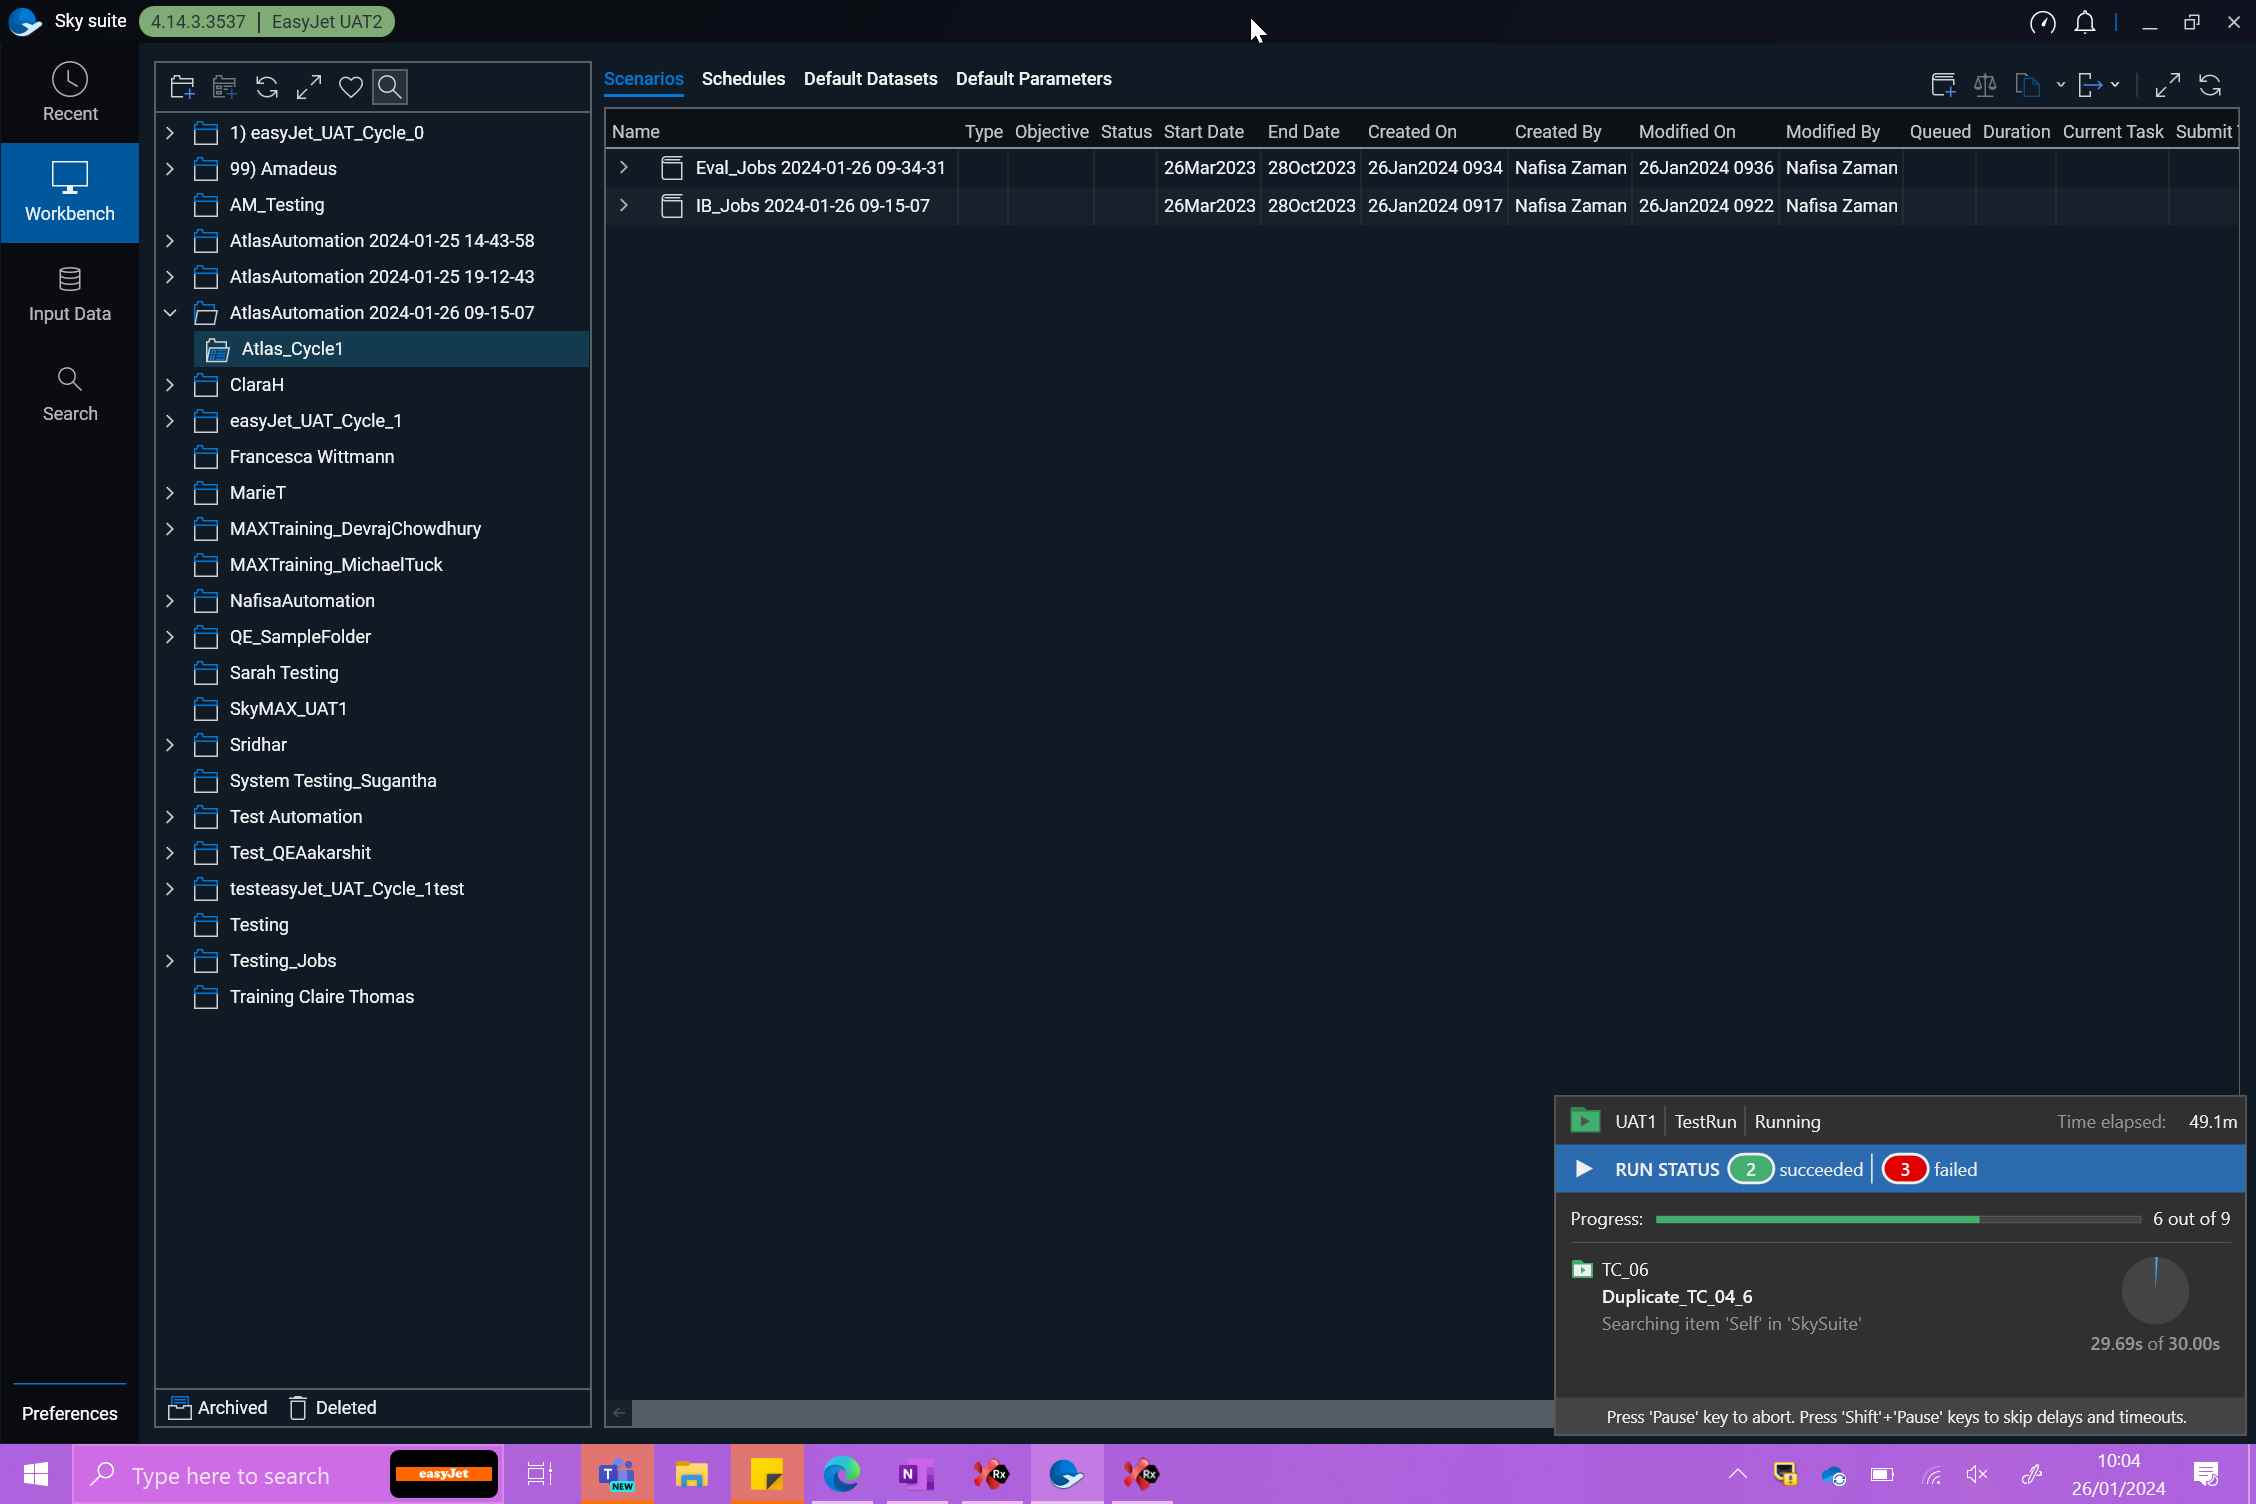 Sky suite 4.14.3.3537 | EasyJet UAT2
Recent
Workbench
Input Data
Search
Preferences
1) easyJet_UAT_Cycle_0
99) Amadeus
AM_Testing
AtlasAutomation 2024-01-25 14-43-58
AtlasAutomation 2024-01-25 19-12-43
AtlasAutomation 2024-01-26 09-15-07
Atlas_Cycle1
ClaraH
easyJet_UAT_Cycle_1
Francesca Wittmann
MarieT
MAXTraining_DevrajChowdhury
MAXTraining_MichaelTuck
NafisaAutomation
QE_SampleFolder
Sarah Testing
SkyMAX_UAT1
Sridhar
System Testing_Sugantha
Test Automation
Test_QEAakarshit
testeasyJet_UAT_Cycle_1test
Testing
Testing_Jobs
Training Claire Thomas
Archived Deleted
Scenarios Schedules Default Datasets Default Parameters
Name Type Objective Status Start Date End Date Created On Created By Modified On Modified By Queued Duration Current Task Submit
Eval_Jobs 2024-01-26 09-34-31 26Mar2023 28Oct2023 26Jan2024 0934 Nafisa Zaman 26Jan2024 0936 Nafisa Zaman
IB_Jobs 2024-01-26 09-15-07 26Mar2023 28Oct2023 26Jan2024 0917 Nafisa Zaman 26Jan2024 0922 Nafisa Zaman
UAT1 | TestRun | Running Time elapsed: 49.1m
RUN STATUS 2 succeeded | 3 failed
Progress: 6 out of 9
TC_06
Duplicate_TC_04_6
Searching item 'Self' in 'SkySuite'
29.69s of 30.00s
Press 'Pause' key to abort. Press 'Shift'+'Pause' keys to skip delays and timeouts.
Type here to search
easyJet
T
NEW
N
Rx
Rx
10:04
26/01/2024